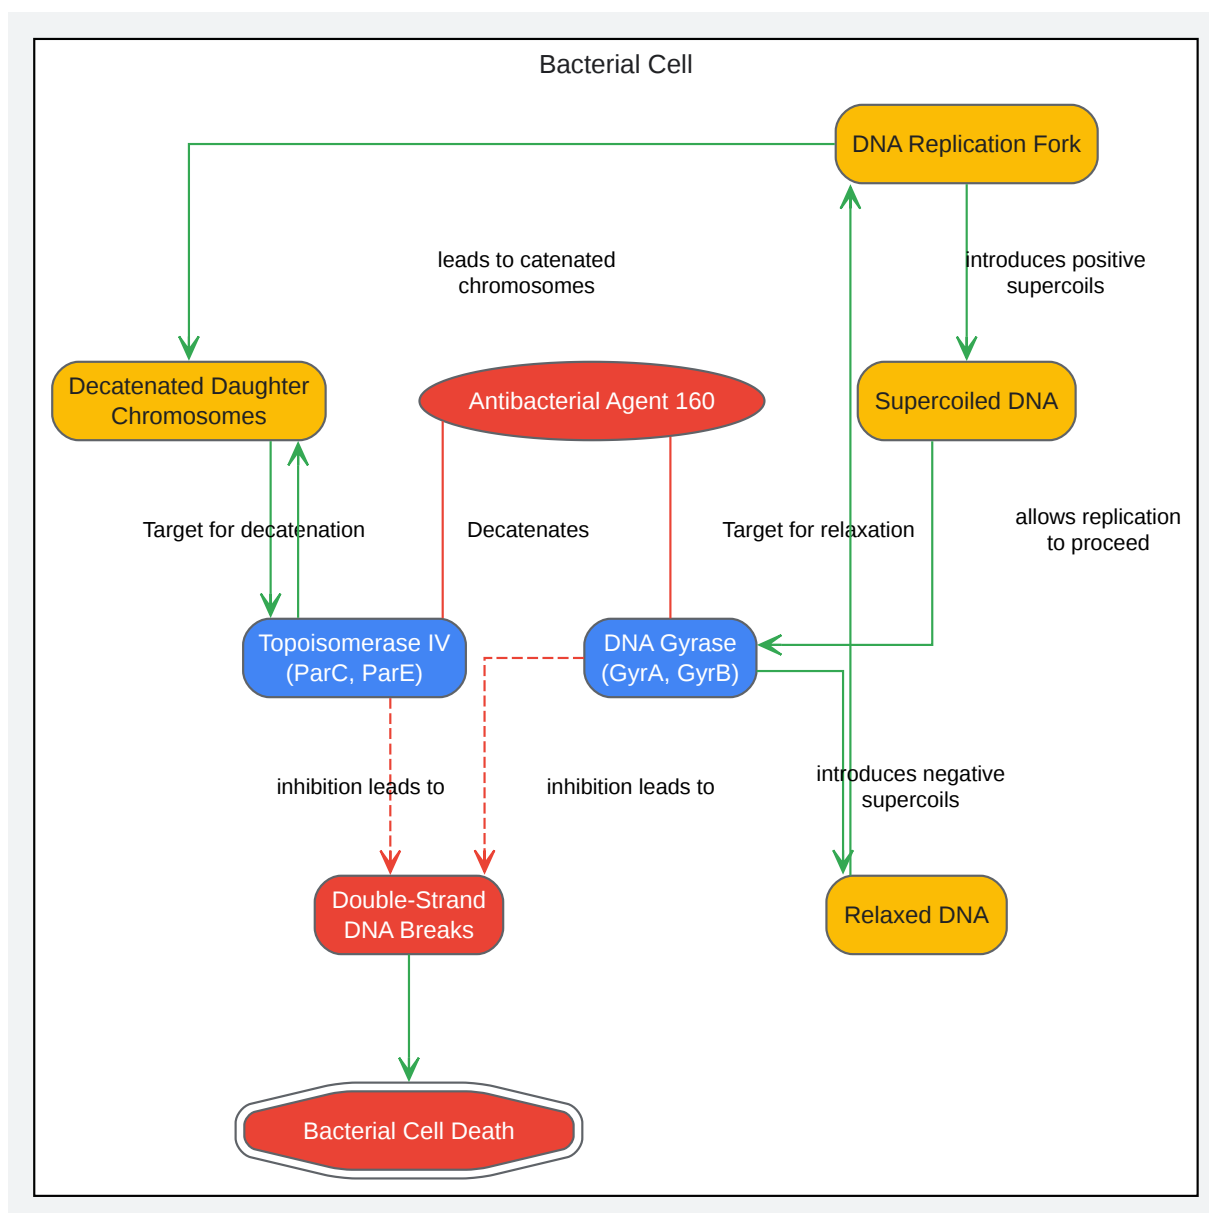 Bacterial Cell
DNA Replication Fork
leads to catenated
chromosomes
introduces positive
supercoils
Decatenated Daughter
Chromosomes
Antibacterial Agent 160
Supercoiled DNA
Target for decatenation
Decatenates
Target for relaxation
allows replication
to proceed
Topoisomerase IV
(ParC, ParE)
DNA Gyrase
(GyrA, GyrB)
inhibition leads to
inhibition leads to
introduces negative
supercoils
Double-Strand
DNA Breaks
Relaxed DNA
Bacterial Cell Death